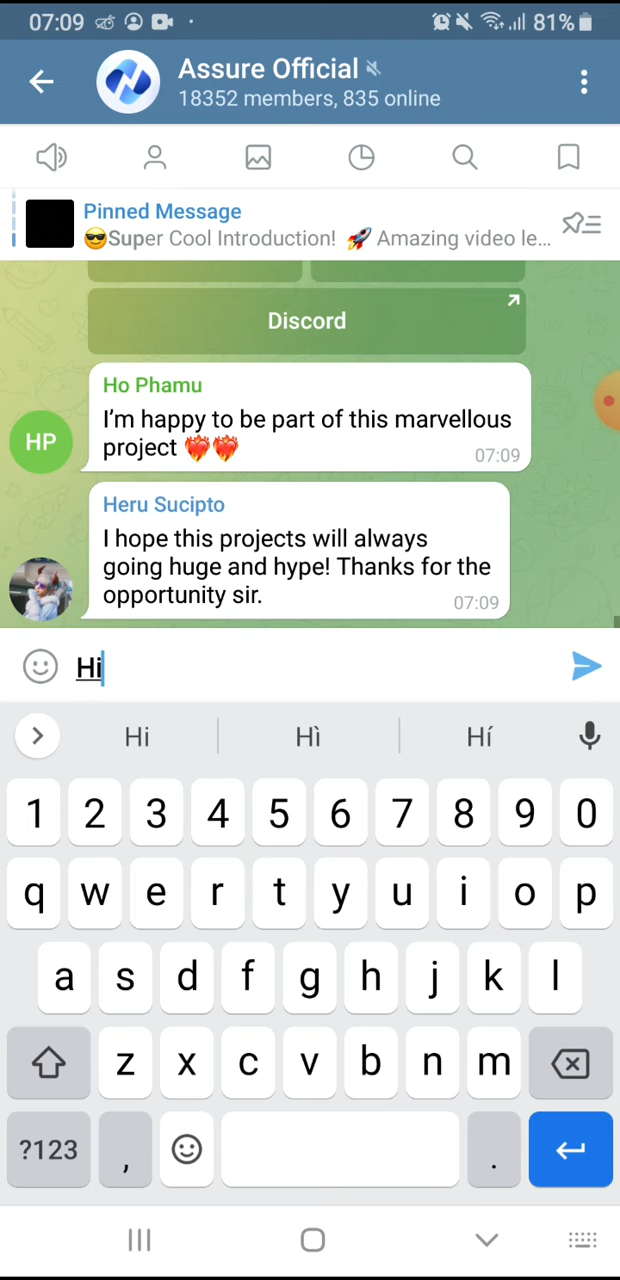 07:09 81%
Assure Official
18352 members, 835 online
Pinned Message
😎Super Cool Introduction! 🚀 Amazing video le...
Discord
Ho Phamu
HP
I'm happy to be part of this marvellous
project ❤️‍🔥❤️‍🔥
07:09
Heru Sucipto
I hope this projects will always
going huge and hype! Thanks for the
opportunity sir.
07:09
Hi
Hi Hì Hí
1 2 3 4 5 6 7 8 9 0
q w e r t y u i o p
a s d f g h j k l
z x c v b n m
?123 , .